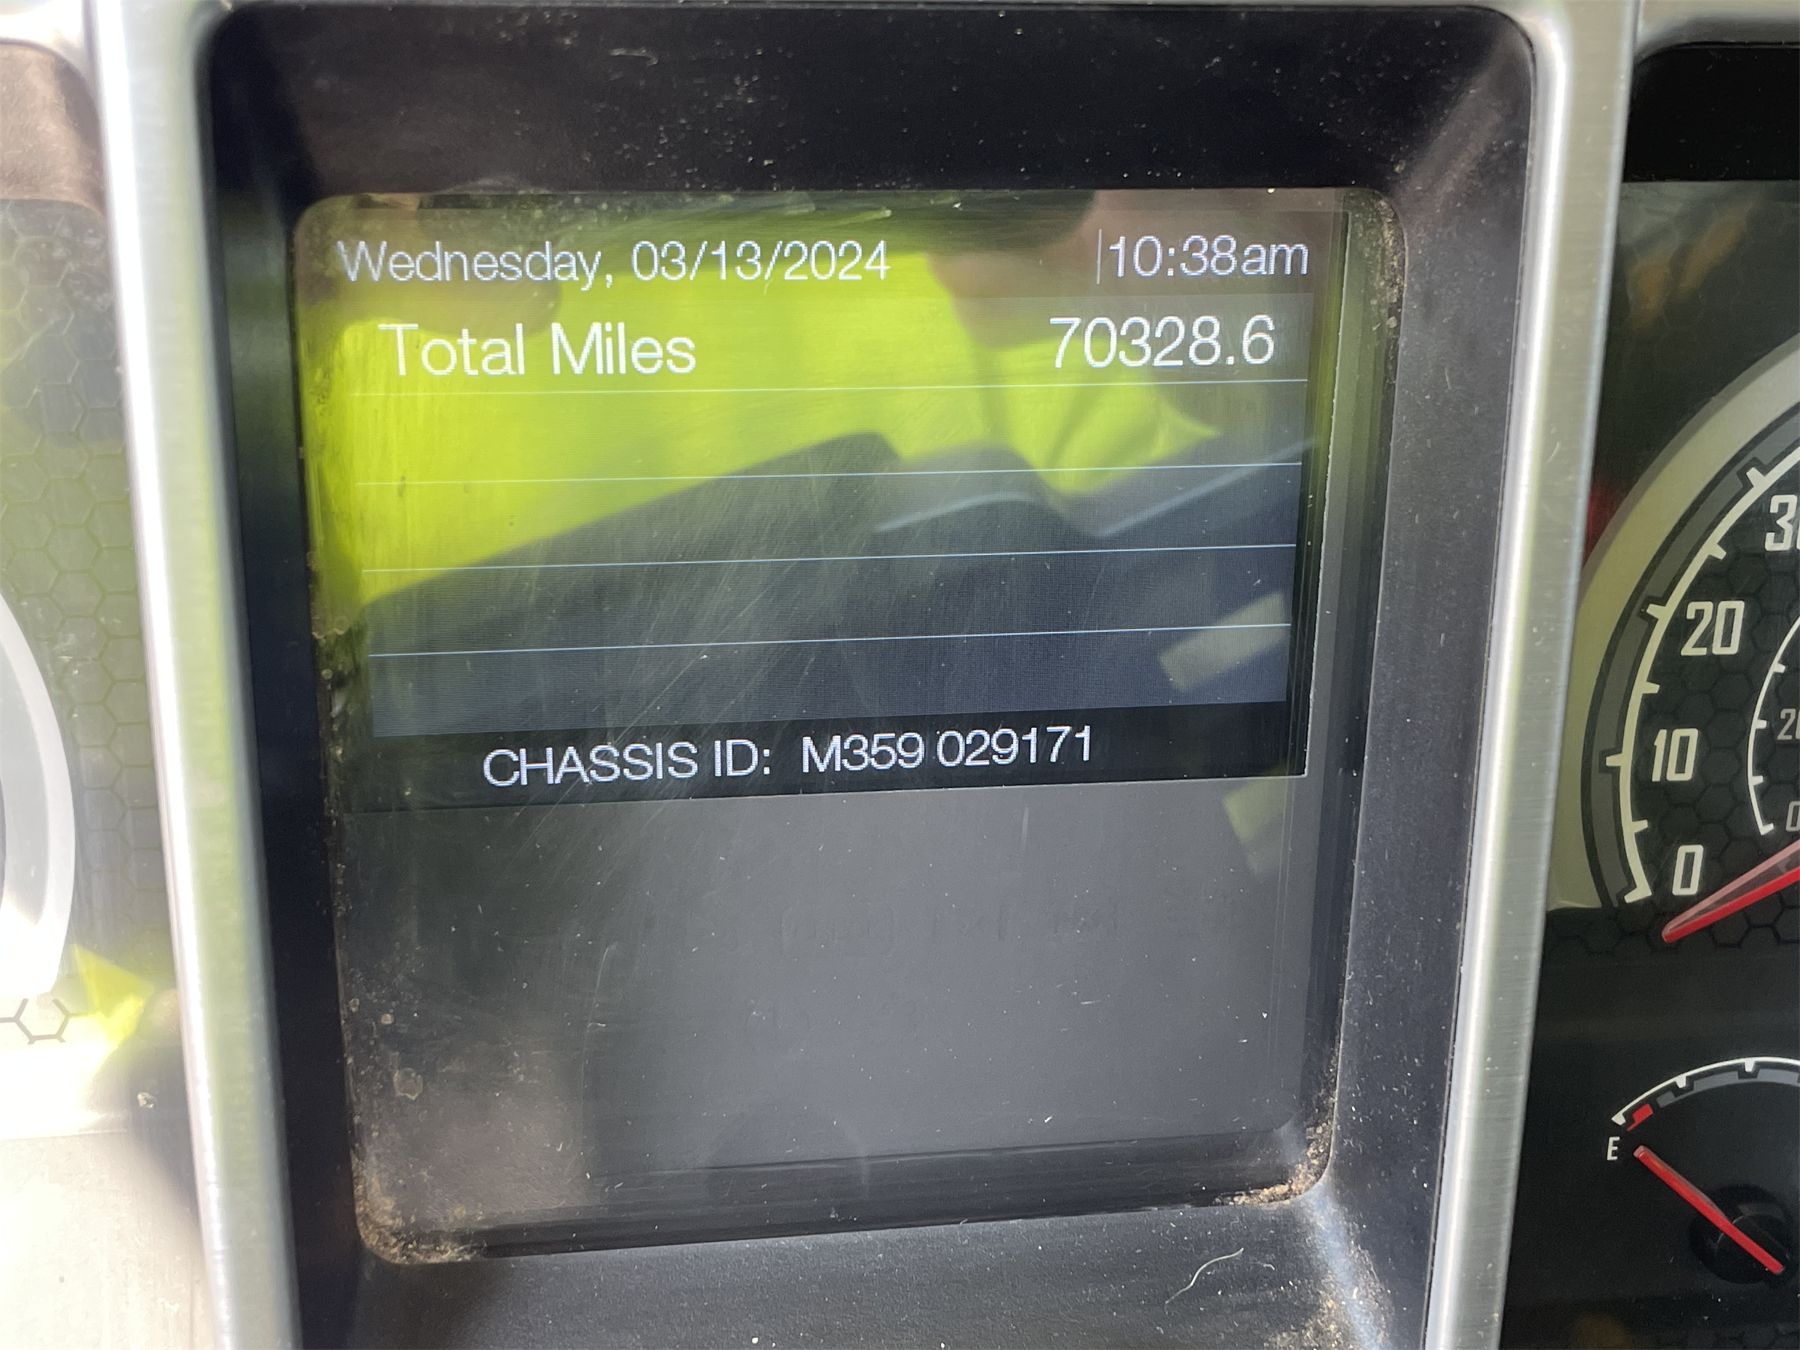 Wednesday, 03/13/2024 10:38am
Total Miles 70328.6
CHASSIS ID: M359 029171
20
10
0
E